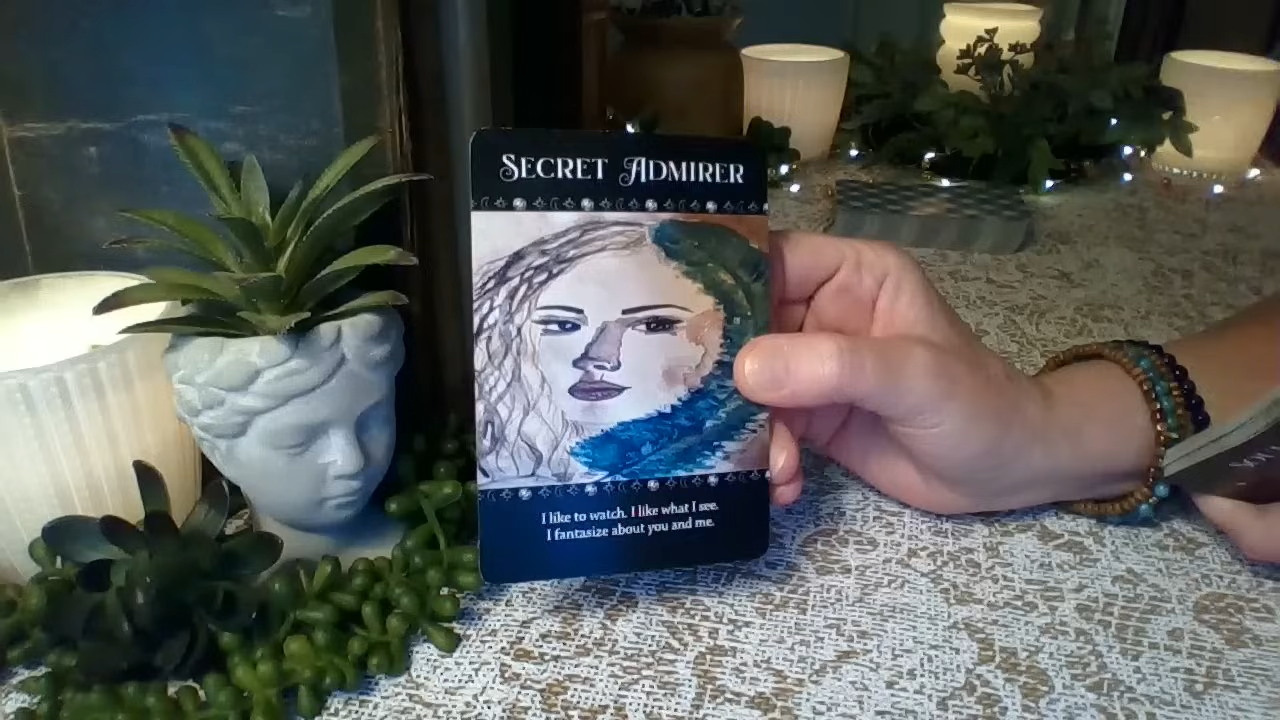 SECRET ADMIRER
I like to watch. I like what I see.
I fantasize about you and me.